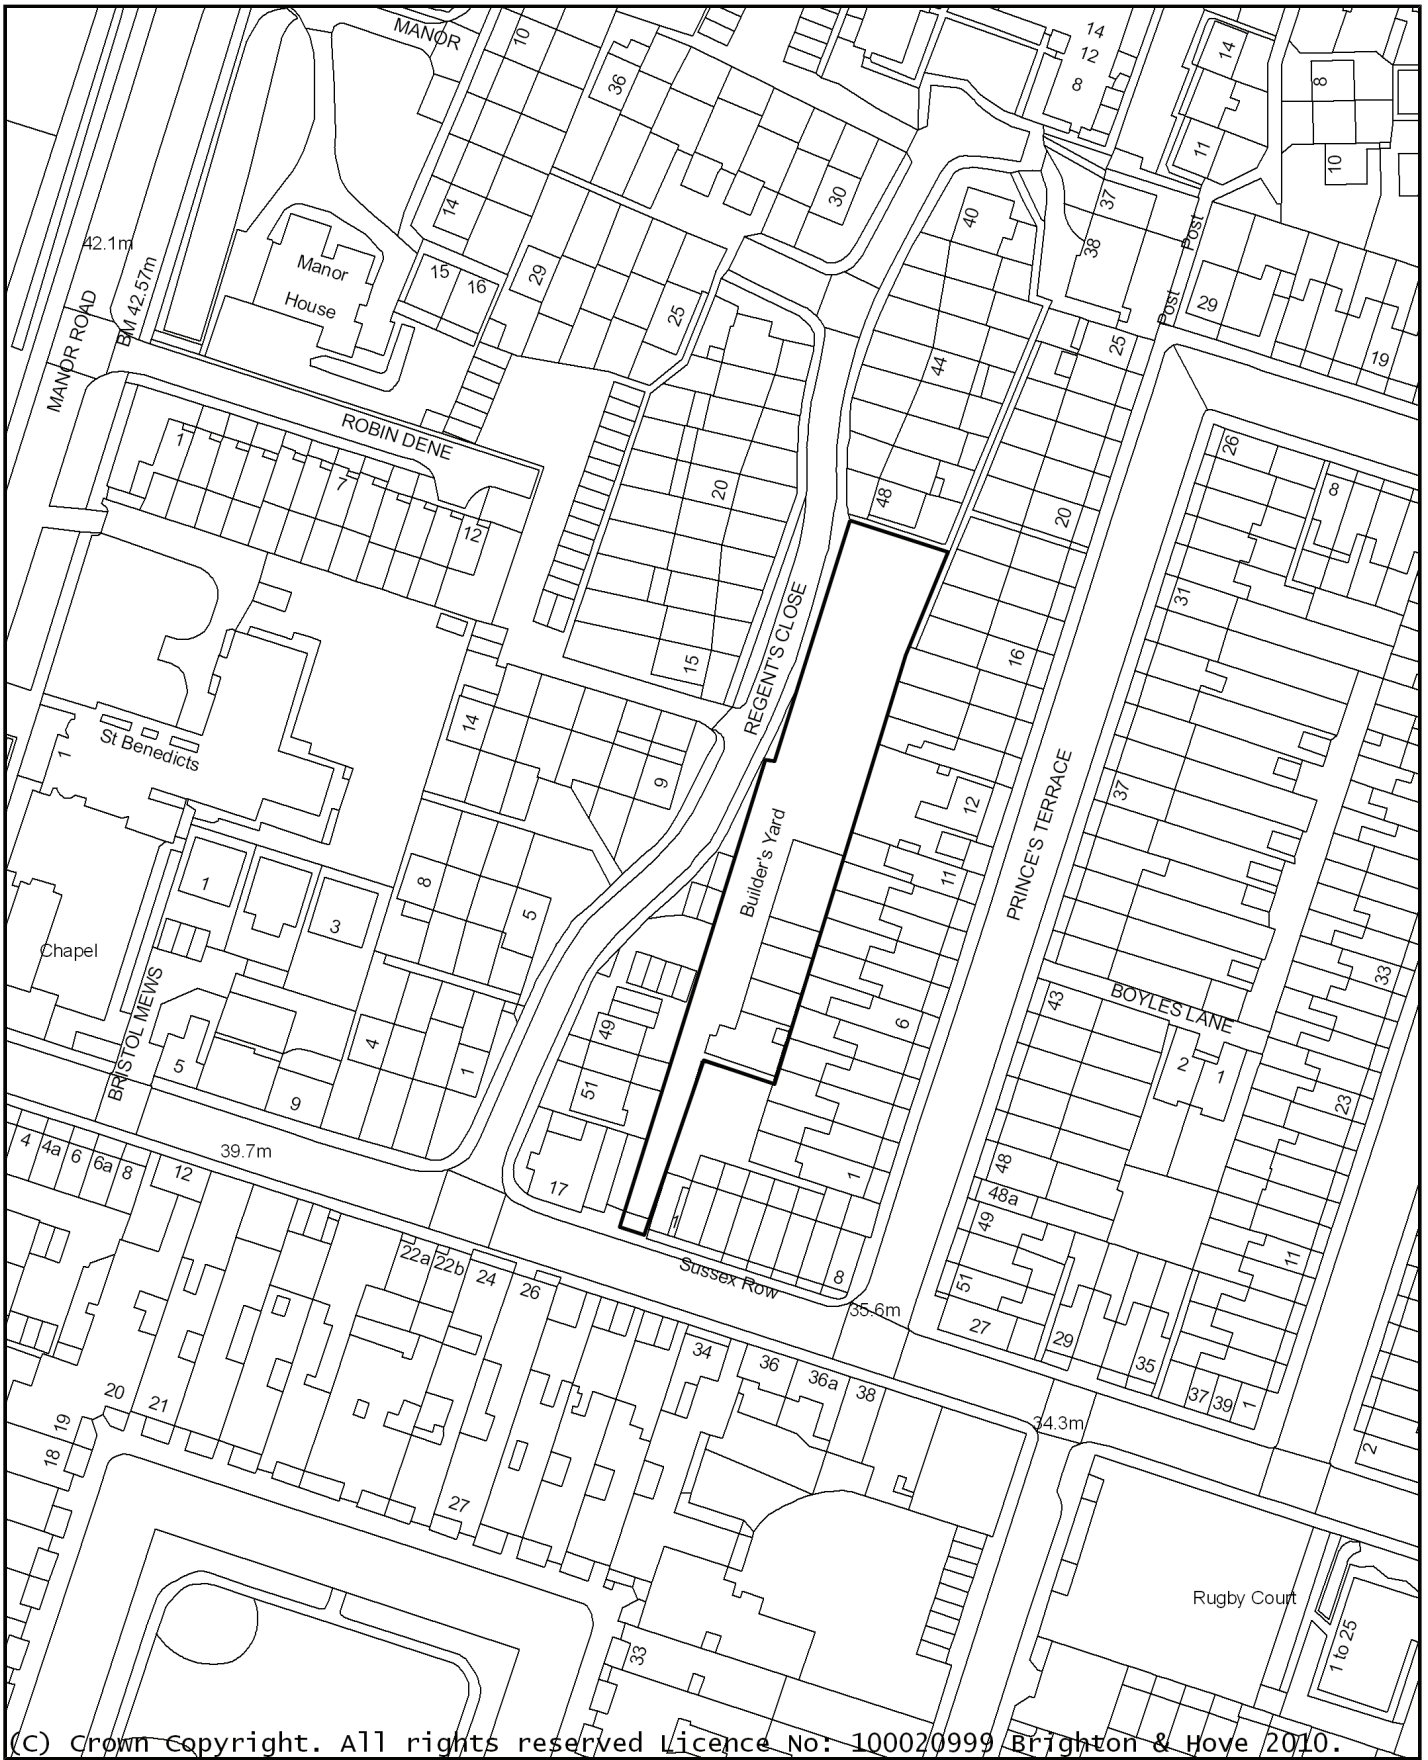 MANOR
10
36
14
12
8
14
11
8
10
30
40
37
38
Post
Post
42.1m
BM 42.57m
MANOR ROAD
Manor
House
14
15
16
29
25
29
19
25
44
ROBIN DENE
1
7
12
20
48
20
26
8
31
REGENT'S CLOSE
15
16
14
9
St Benedicts
1
PRINCE'S TERRACE
37
12
11
Builder's Yard
1
3
8
5
Chapel
BRISTOL MEWS
5
9
4
1
49
51
6
43
BOYLES LANE
2
1
33
23
11
4
4a
6
6a
8
12
39.7m
17
1
1
8
Sussex Row
35.6m
48
48a
49
51
27
29
35
37
39
1
22a
22b
24
26
34
36
36a
38
34.3m
2
20
21
19
18
27
33
Rugby Court
1 to 25
(C) Crown Copyright. All rights reserved Licence No: 100020999 Brighton & Hove 2010.